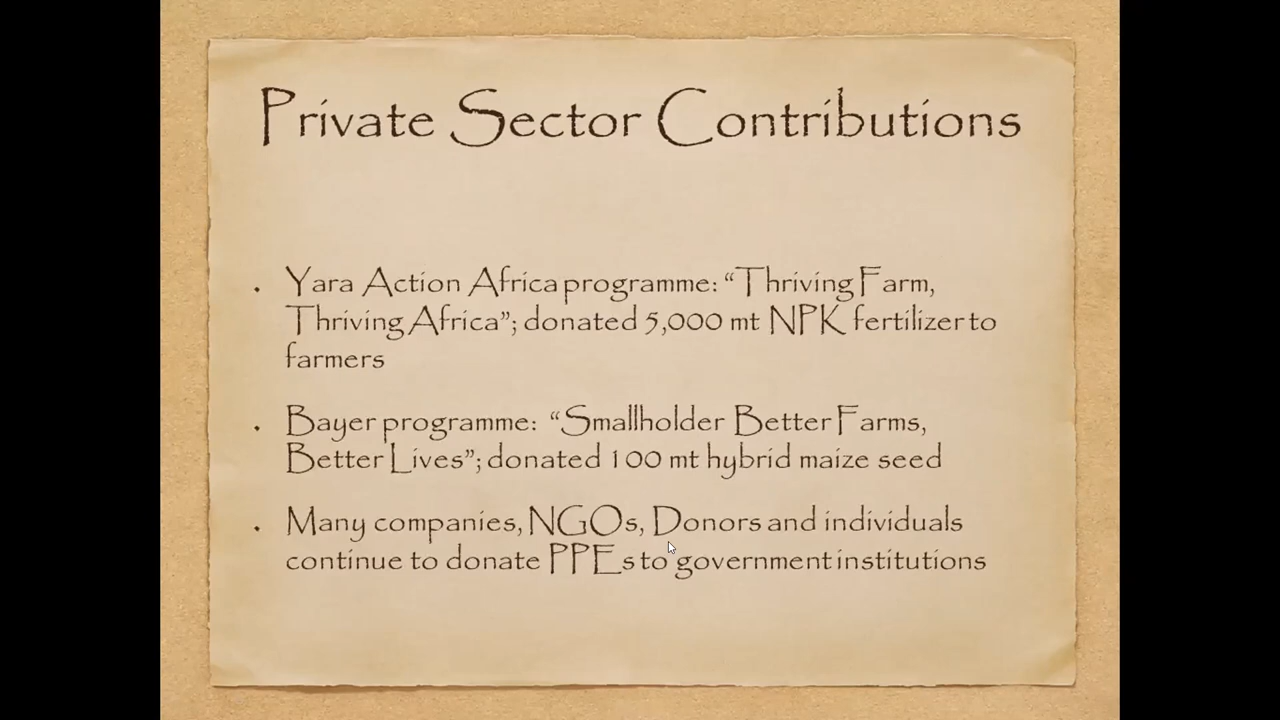 Private Sector Contributions
• Yara Action Africa programme: “Thriving Farm,
Thriving Africa”; donated 5,000 mt NPK fertilizer to
farmers
• Bayer programme: “Smallholder Better Farms,
Better Lives”; donated 100 mt hybrid maize seed
• Many companies, NGOs, Donors and individuals
continue to donate PPEs to government institutions